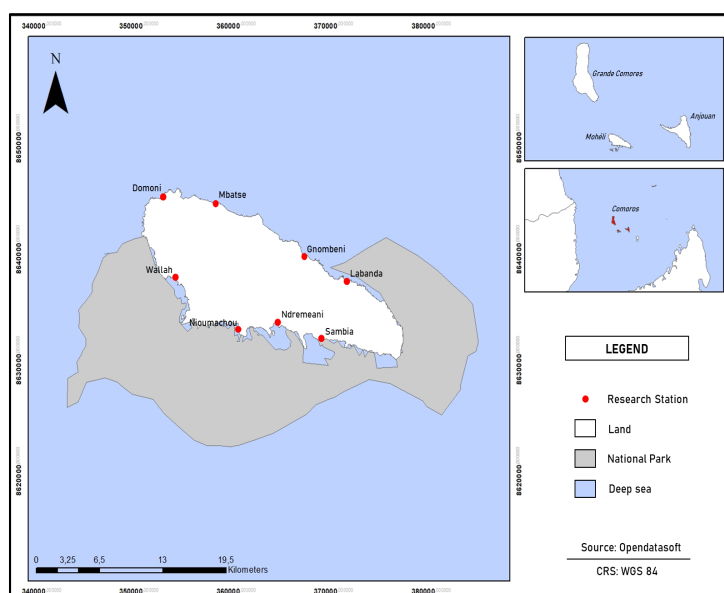 340000 350000 360000 370000 380000
N
8650000
8640000
8630000
8620000
Domoni
Mbatse
Gnombeni
Wallah
Labanda
Ndremeani
Nioumachou
Sambia
0 3,25 6,5 13 19,5
Kilometers
340000 350000 360000 370000 380000
8650000
8640000
8630000
8620000
Grande Comores
Anjouan
Mohéli
Comoros
LEGEND
Research Station
Land
National Park
Deep sea
Source: Opendatasoft
CRS: WGS 84